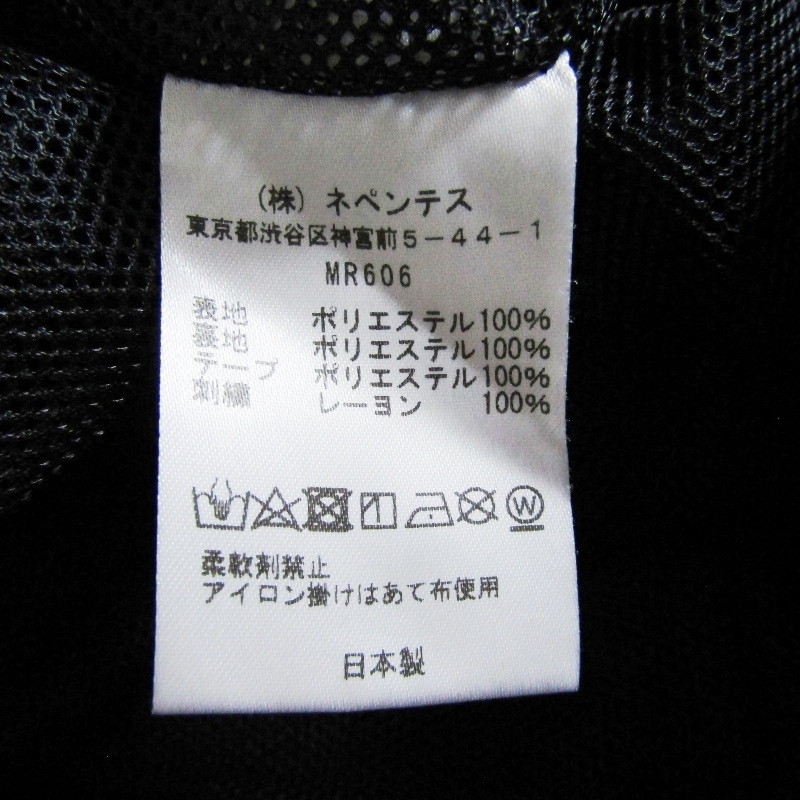 (株) ネペンテス
東京都渋谷区神宮前5-44-1
MR606
表地 ポリエステル100%
裏地 ポリエステル100%
テープ ポリエステル100%
刺繍 レーヨン 100%
W
柔軟剤禁止
アイロン掛けはあて布使用
日本製